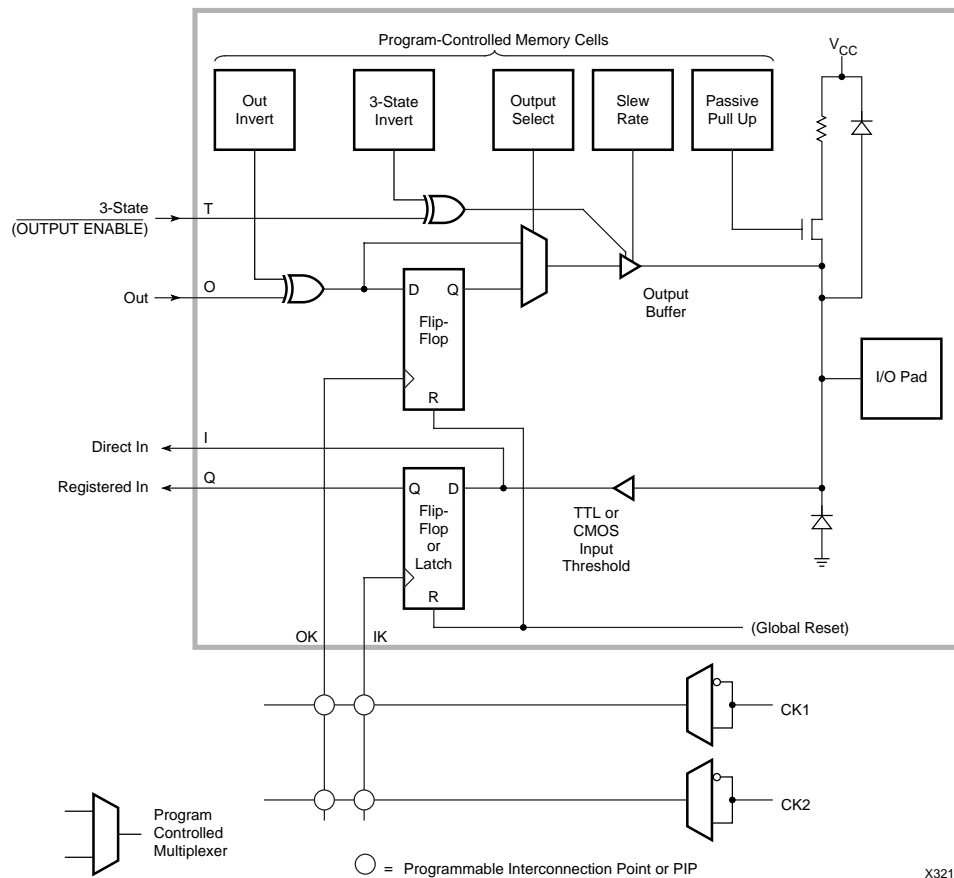 Program-Controlled Memory Cells
V
CC
Out
Invert
3-State
Invert
Output
Select
Slew
Rate
Passive
Pull Up
3-State
(OUTPUT ENABLE)
T
Out
O
D Q
Flip-
Flop
R
Output
Buffer
I/O Pad
Direct In
I
Registered In
Q
Q D
Flip-
Flop
or
Latch
R
TTL or
CMOS
Input
Threshold
OK
IK
(Global Reset)
CK1
CK2
Program
Controlled
Multiplexer
= Programmable Interconnection Point or PIP
X321